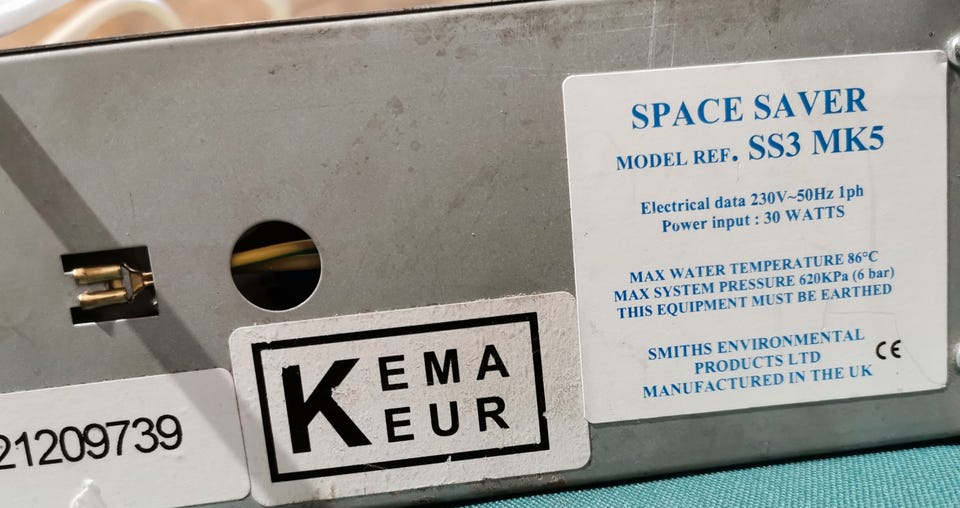 SPACE SAVER
MODEL REF. SS3 MK5
Electrical data 230V~50Hz 1ph
Power input : 30 WATTS
MAX WATER TEMPERATURE 86°C
MAX SYSTEM PRESSURE 620KPa (6 bar)
THIS EQUIPMENT MUST BE EARTHED
SMITHS ENVIRONMENTAL
PRODUCTS LTD
MANUFACTURED IN THE UK
CE
KEMA
KEUR
21209739